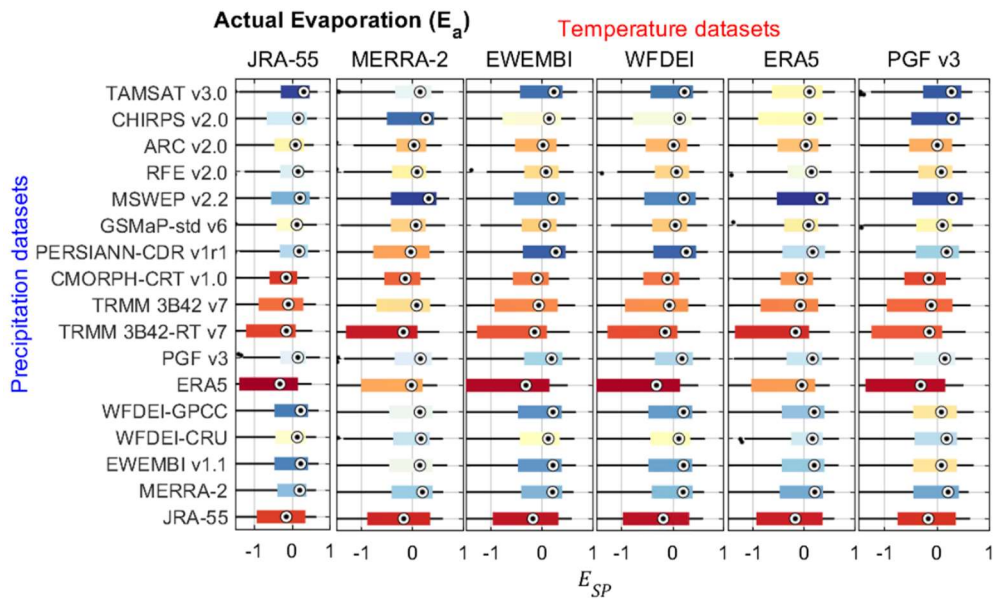 Actual Evaporation (Ea)
Temperature datasets
JRA-55 MERRA-2 EWEMBI WFDEI ERA5 PGF v3
Precipitation datasets
TAMSAT v3.0
CHIRPS v2.0
ARC v2.0
RFE v2.0
MSWEP v2.2
GSMaP-std v6
PERSIANN-CDR v1r1
CMORPH-CRT v1.0
TRMM 3B42 v7
TRMM 3B42-RT v7
PGF v3
ERA5
WFDEI-GPCC
WFDEI-CRU
EWEMBI v1.1
MERRA-2
JRA-55
-1 0 1 -1 0 1 -1 0 1 -1 0 1 -1 0 1 -1 0 1
ESP